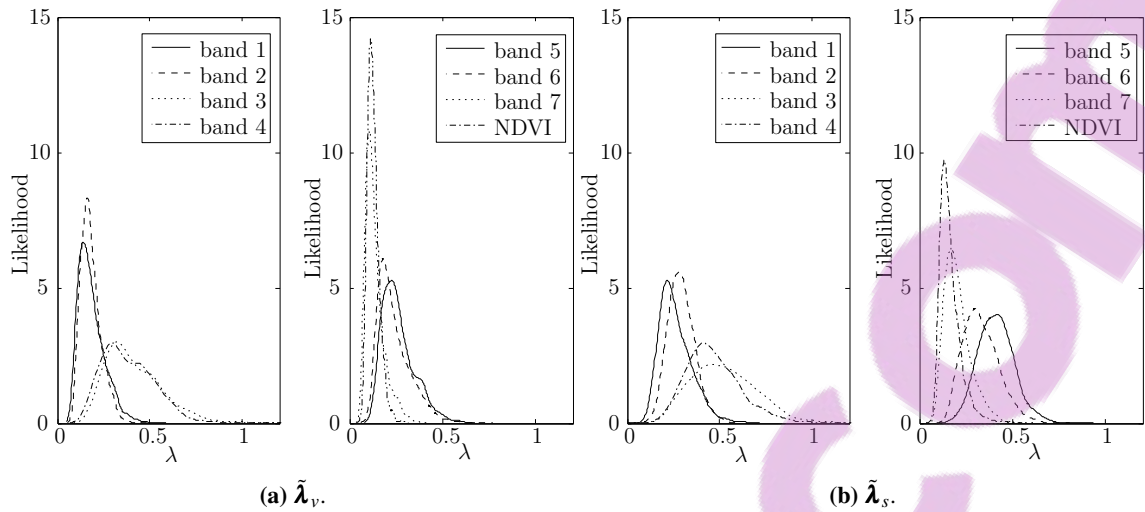 15
10
5
0
Likelihood
band 1
band 2
band 3
band 4
0 0.5 1
λ
15
10
5
0
Likelihood
band 5
band 6
band 7
NDVI
0 0.5 1
λ
(a) λ̃v.
15
10
5
0
Likelihood
band 1
band 2
band 3
band 4
0 0.5 1
λ
15
10
5
0
Likelihood
band 5
band 6
band 7
NDVI
0 0.5 1
λ
(b) λ̃s.